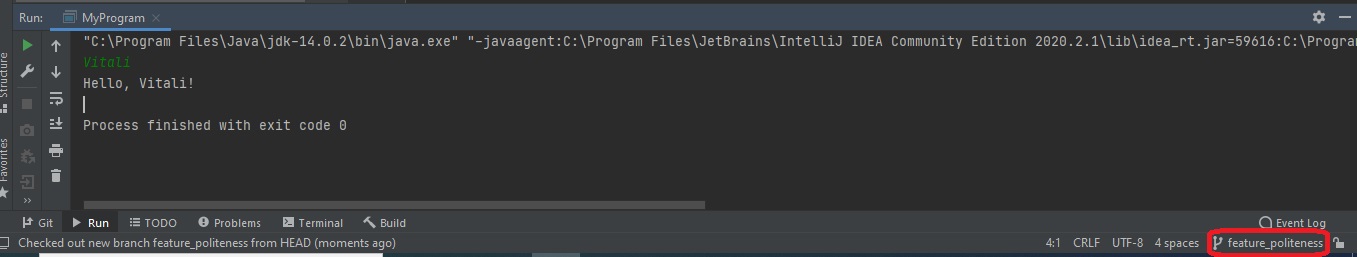 Run: MyProgram
"C:\Program Files\Java\jdk-14.0.2\bin\java.exe" "-javaagent:C:\Program Files\JetBrains\IntelliJ IDEA Community Edition 2020.2.1\lib\idea_rt.jar=59616:C:\Program
Vitali
Hello, Vitali!
Process finished with exit code 0
Structure
Favorites
Git Run TODO Problems Terminal Build Event Log
Checked out new branch feature_politeness from HEAD (moments ago) 4:1 CRLF UTF-8 4 spaces feature_politeness